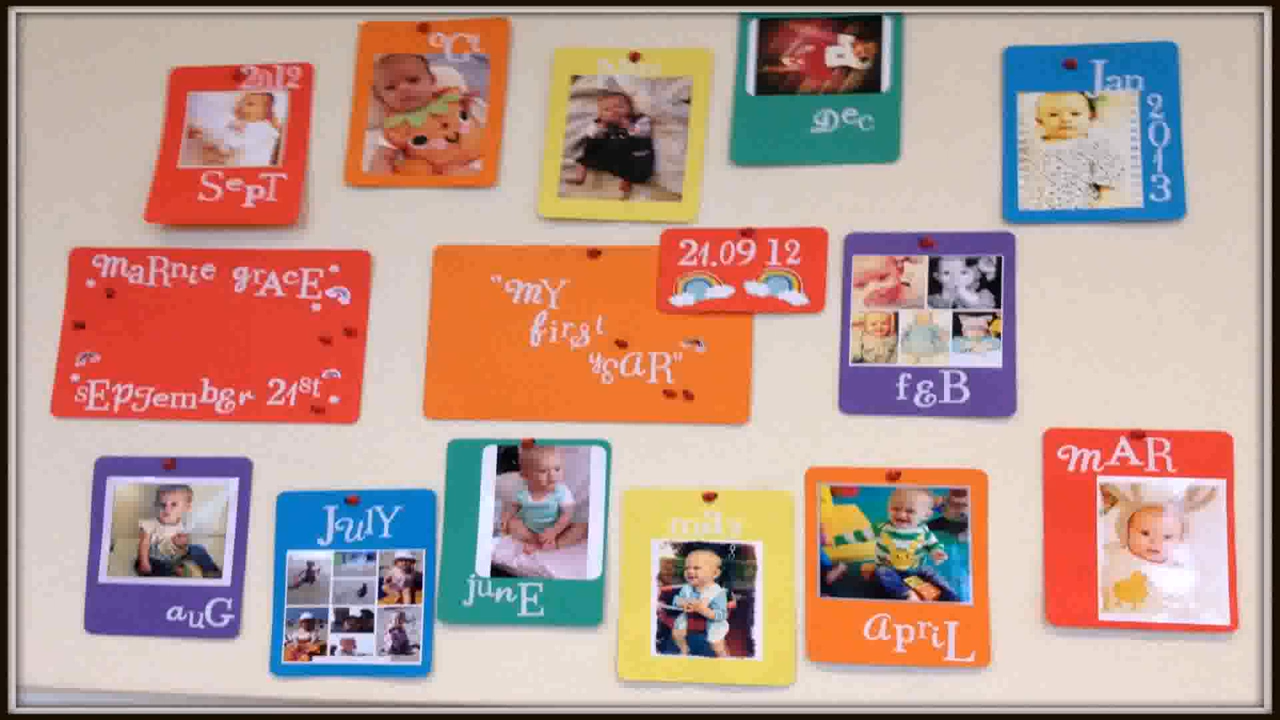 2012
Sept
Dec
Jan
2013
maRnie grAcE
sEpTember 21st
"mY
first
yEAR"
21.09 12
fEB
auG
JulY
junE
apriL
mAR